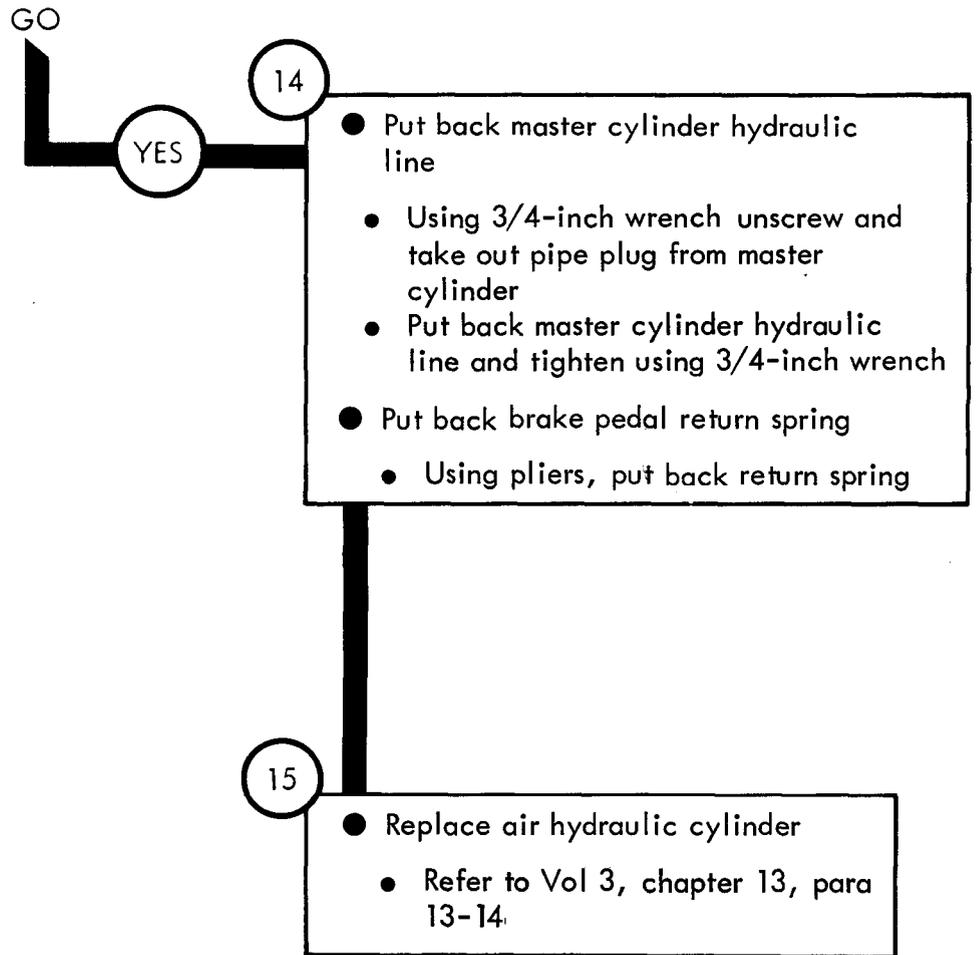 GO
YES
14
● Put back master cylinder hydraulic
line
● Using 3/4-inch wrench unscrew and
take out pipe plug from master
cylinder
● Put back master cylinder hydraulic
line and tighten using 3/4-inch wrench
● Put back brake pedal return spring
● Using pliers, put back return spring
15
● Replace air hydraulic cylinder
● Refer to Vol 3, chapter 13, para
13-14